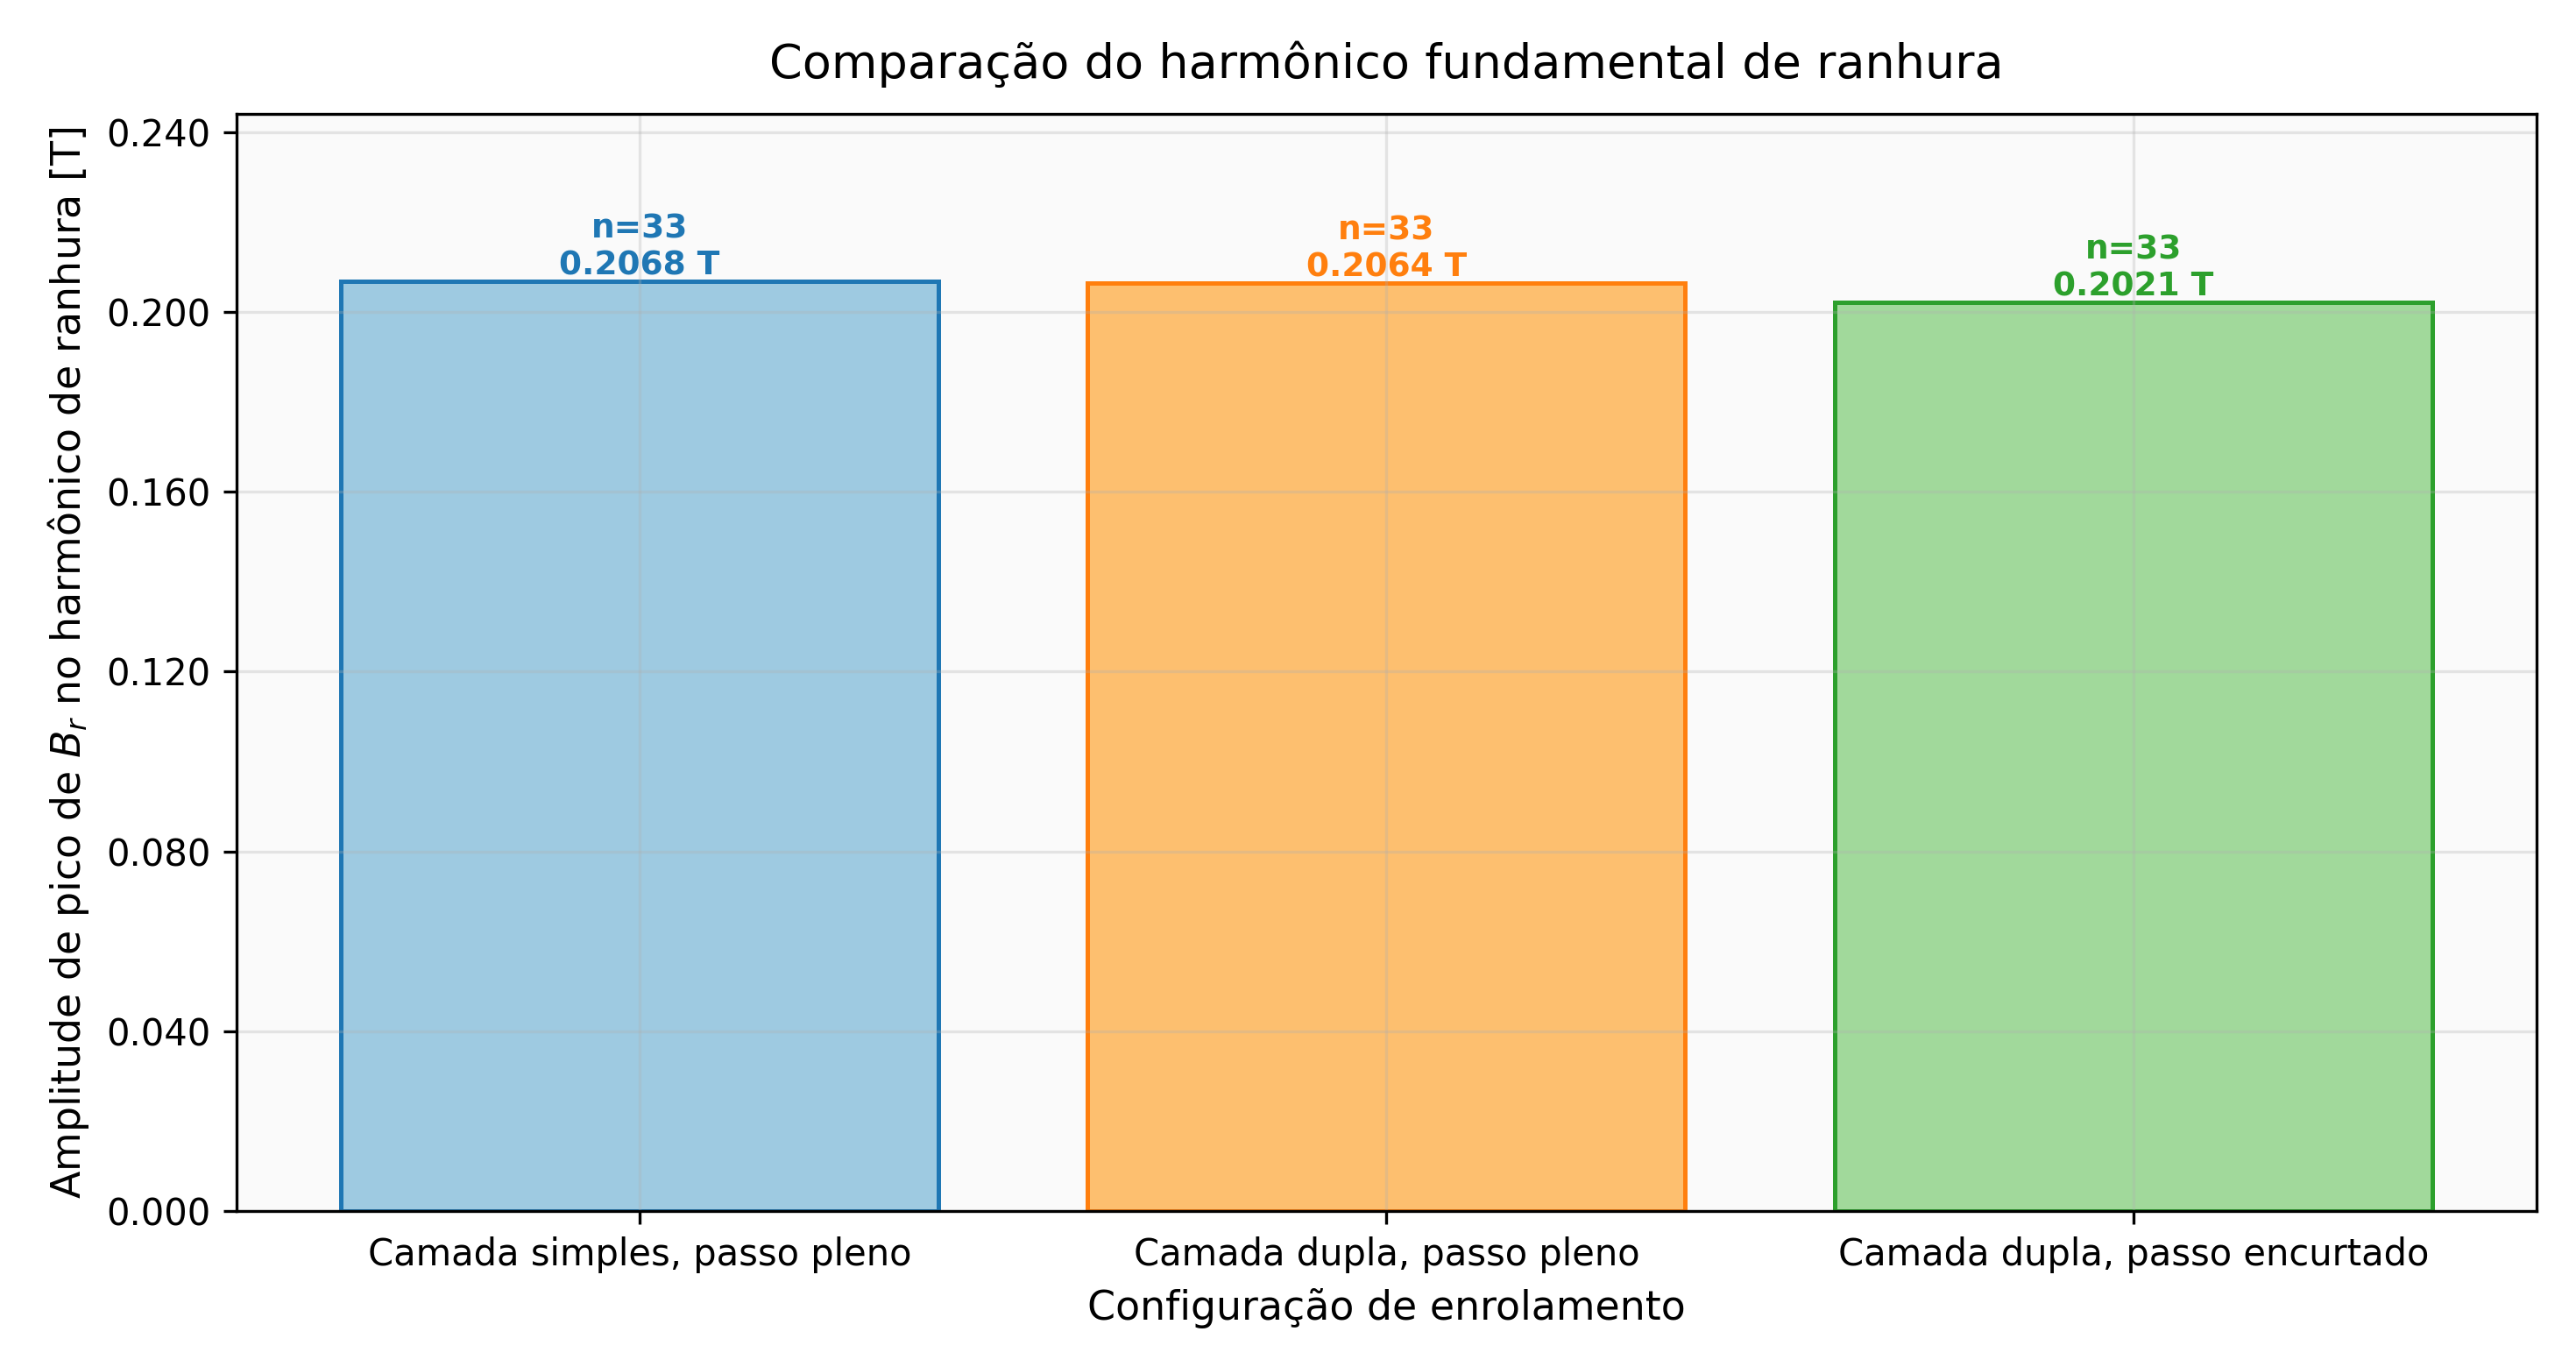 Comparação do harmônico fundamental de ranhura
Amplitude de pico de B_r no harmônico de ranhura [T]
0.240
0.200
0.160
0.120
0.080
0.040
0.000
n=33
0.2068 T
n=33
0.2064 T
n=33
0.2021 T
Camada simples, passo pleno
Camada dupla, passo pleno
Camada dupla, passo encurtado
Configuração de enrolamento